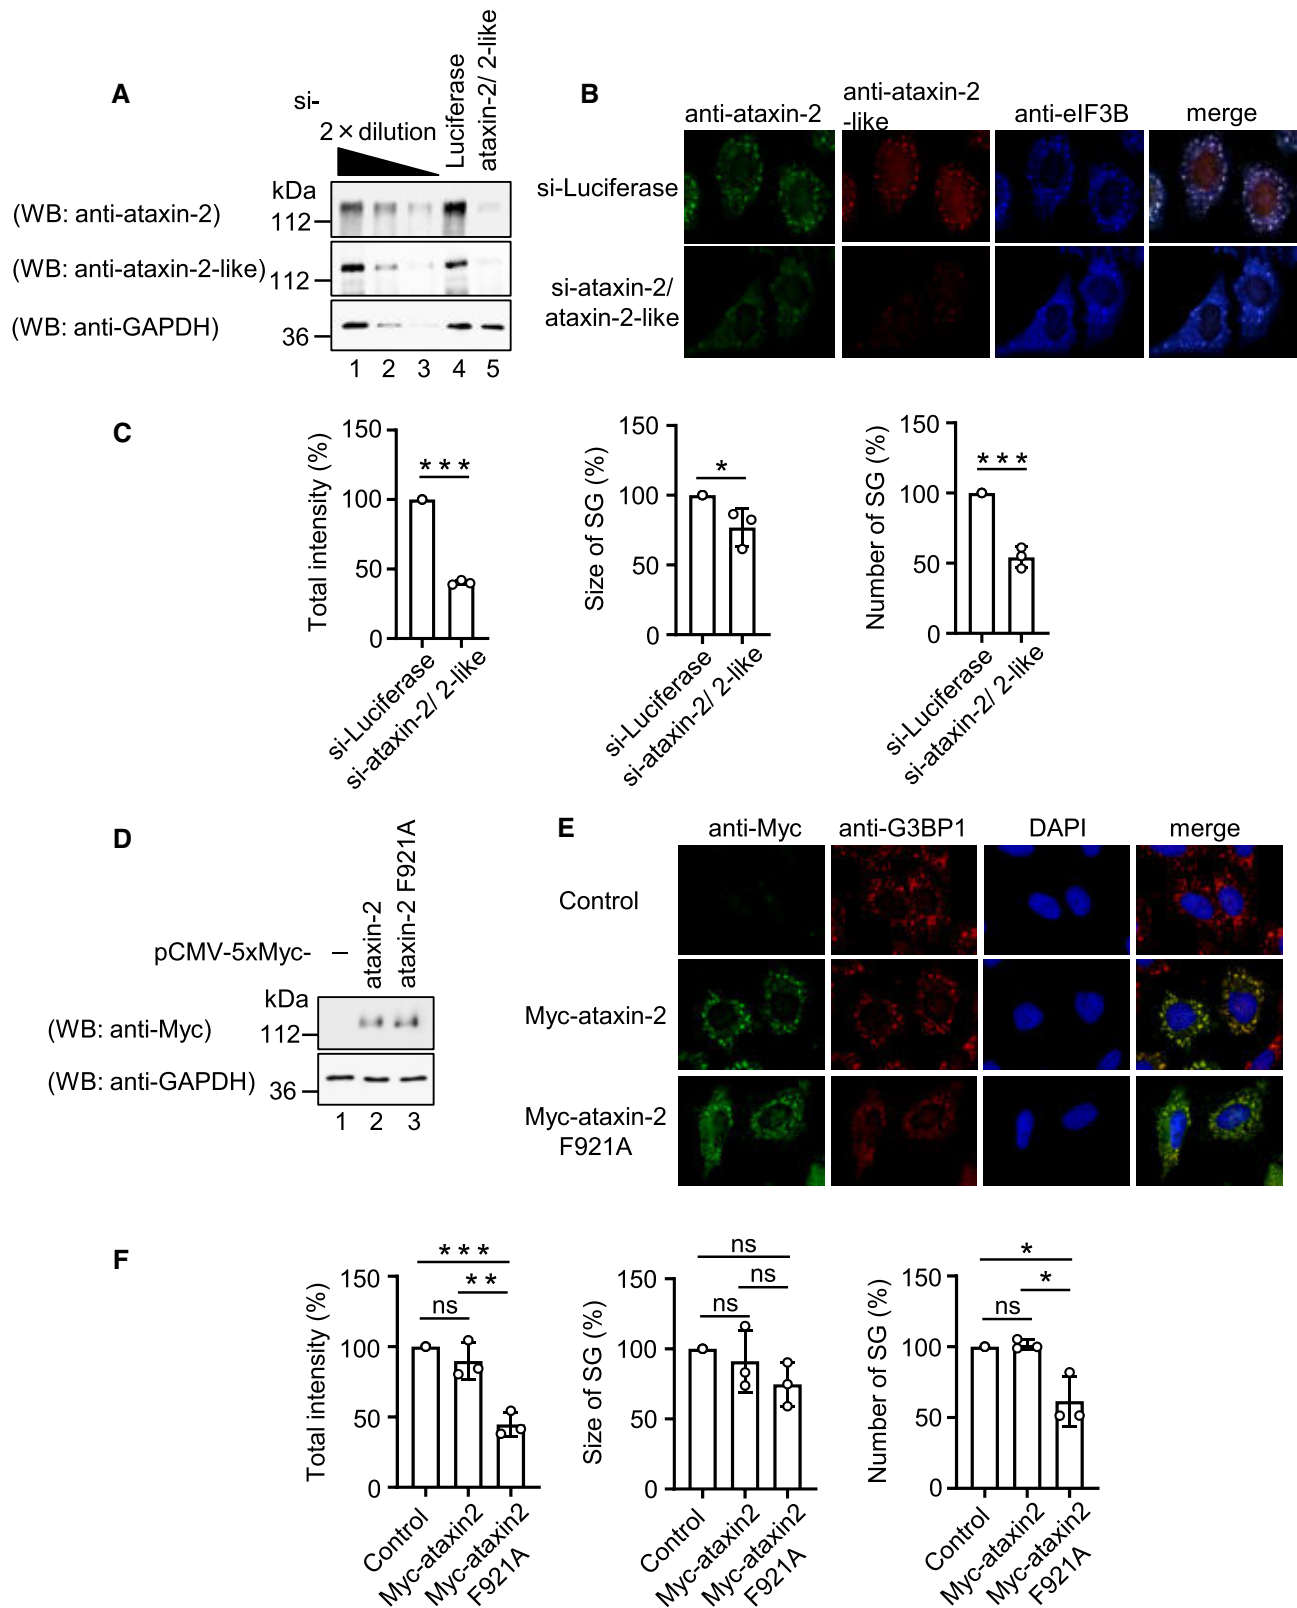 A
si-
2 × dilution
Luciferase
ataxin-2/ 2-like
kDa
(WB: anti-ataxin-2)
112
(WB: anti-ataxin-2-like)
112
(WB: anti-GAPDH)
36
1 2 3 4 5
B
anti-ataxin-2
anti-ataxin-2
-like
anti-eIF3B
merge
si-Luciferase
si-ataxin-2/
ataxin-2-like
C
Total intensity (%)
150
100
50
0
* * *
si-Luciferase
si-ataxin-2/ 2-like
Size of SG (%)
150
100
50
0
*
si-Luciferase
si-ataxin-2/ 2-like
Number of SG (%)
150
100
50
0
* * *
si-Luciferase
si-ataxin-2/ 2-like
D
pCMV-5xMyc-
–
ataxin-2
ataxin-2 F921A
kDa
(WB: anti-Myc)
112
(WB: anti-GAPDH)
36
1 2 3
E
anti-Myc
anti-G3BP1
DAPI
merge
Control
Myc-ataxin-2
Myc-ataxin-2
F921A
F
Total intensity (%)
150
100
50
0
* * *
* *
ns
Control
Myc-ataxin2
Myc-ataxin2
F921A
Size of SG (%)
150
100
50
0
ns
ns
ns
Control
Myc-ataxin2
Myc-ataxin2
F921A
Number of SG (%)
150
100
50
0
*
*
ns
Control
Myc-ataxin2
Myc-ataxin2
F921A